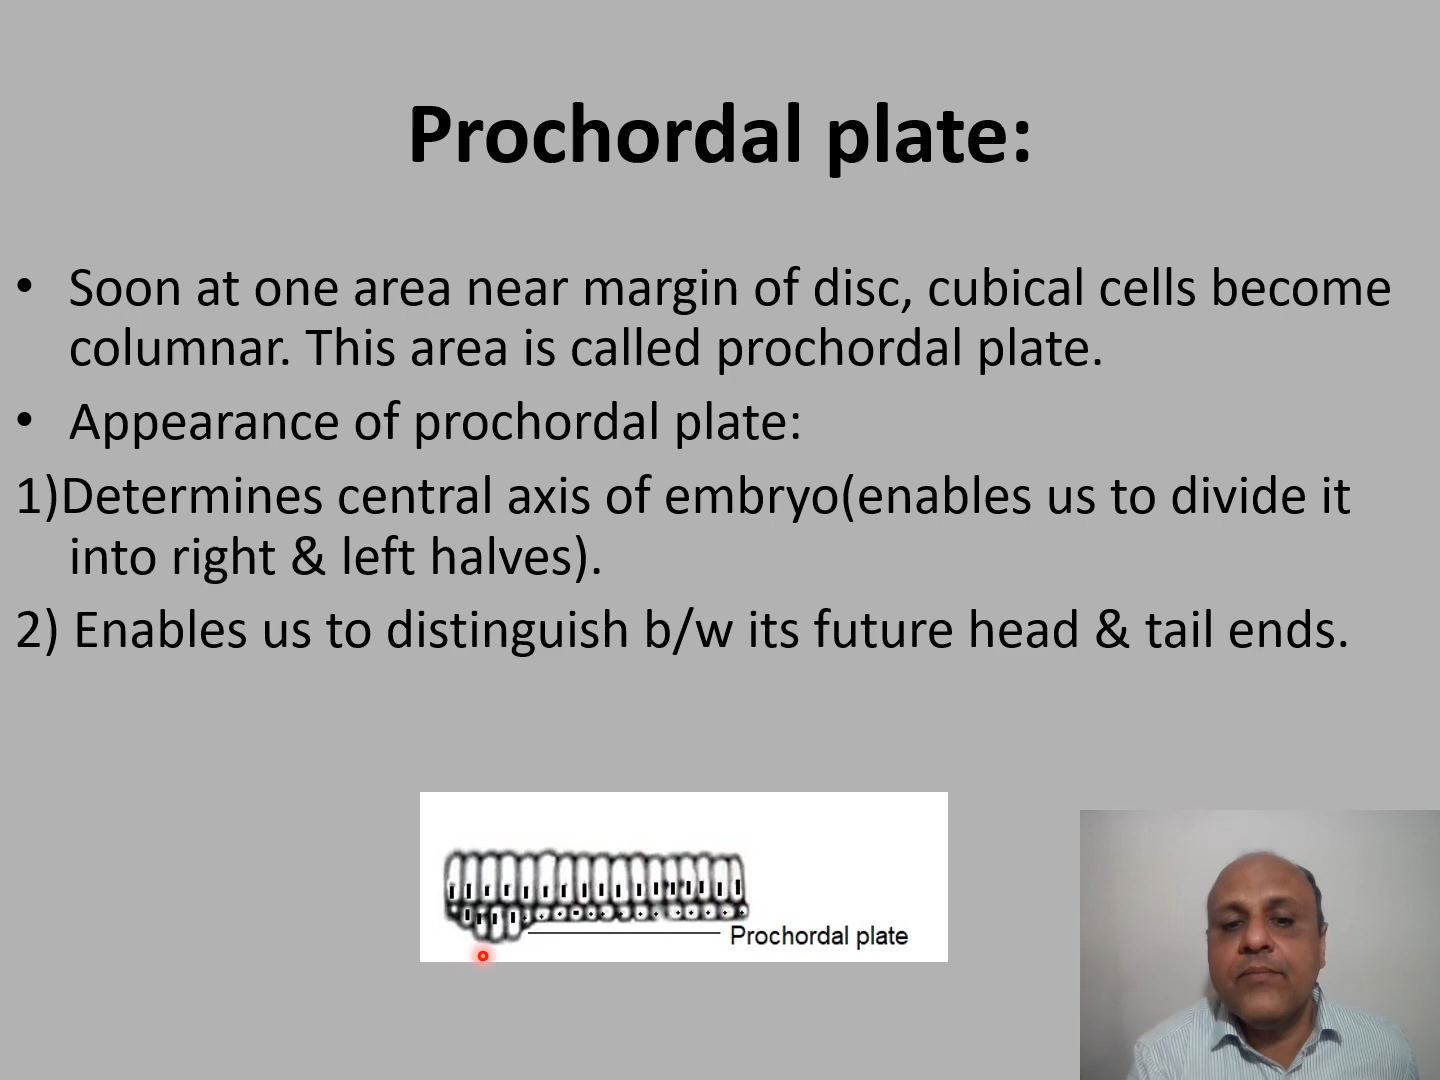 Prochordal plate:
• Soon at one area near margin of disc, cubical cells become
columnar. This area is called prochordal plate.
• Appearance of prochordal plate:
1)Determines central axis of embryo(enables us to divide it
into right & left halves).
2) Enables us to distinguish b/w its future head & tail ends.
Prochordal plate